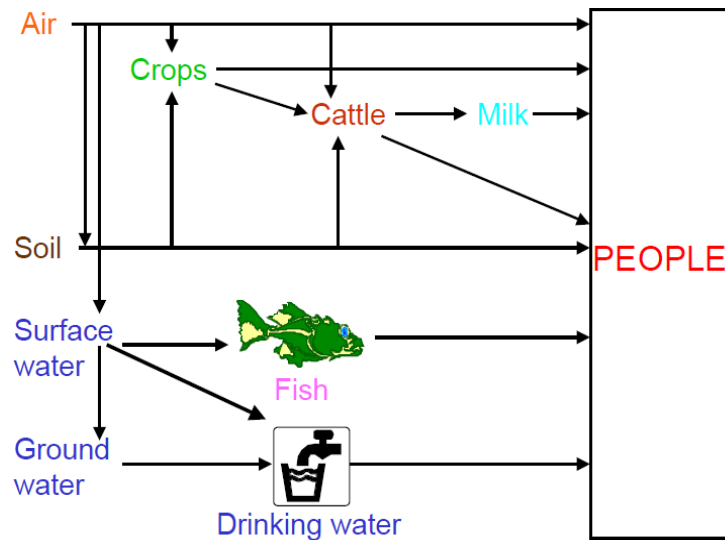 Air
Crops
Cattle
Milk
Soil
PEOPLE
Surface
water
Fish
Ground
water
Drinking water